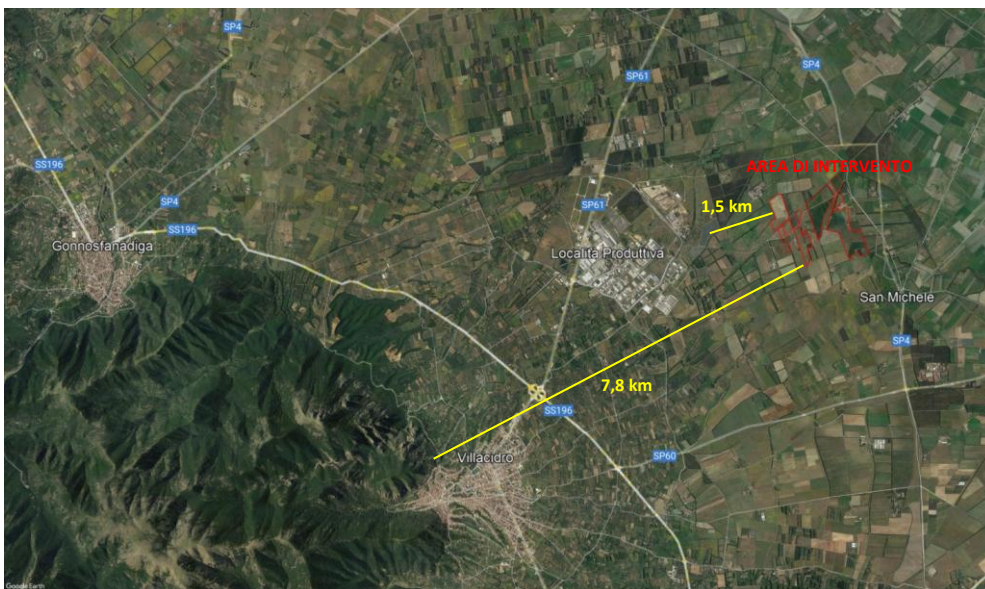 SP4
SP61
SP4
SS196
AREA DI INTERVENTO
SP4
SP61
1,5 km
SS196
Gonnosfanadiga
Località Produttiva
San Michele
SP4
7,8 km
SS196
Villacidro
SP60
Google Earth